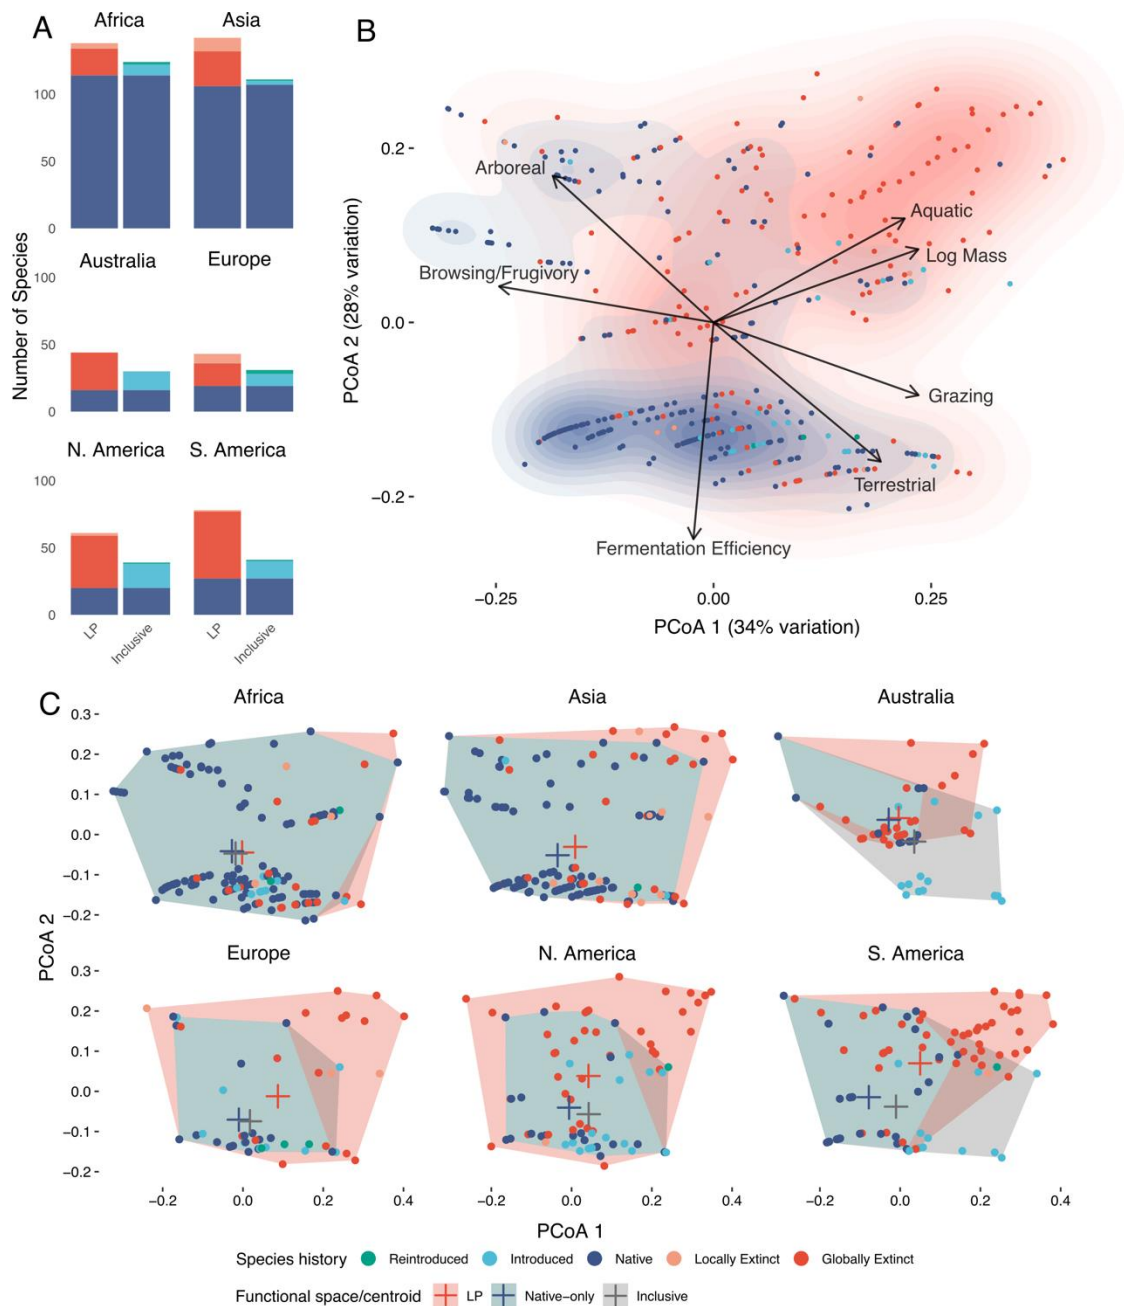 A
Africa
Asia
100
50
0
Australia
Europe
100
50
0
N. America
S. America
100
50
0
LP
Inclusive
LP
Inclusive
Number of Species
B
PCoA 2 (28% variation)
0.2
0.0
−0.2
Arboreal
Aquatic
Log Mass
Browsing/Frugivory
Grazing
Terrestrial
Fermentation Efficiency
−0.25
0.00
0.25
PCoA 1 (34% variation)
C
Africa
Asia
Australia
0.3
0.2
0.1
0.0
−0.1
−0.2
PCoA 2
Europe
N. America
S. America
0.3
0.2
0.1
0.0
−0.1
−0.2
−0.2 0.0 0.2 0.4
−0.2 0.0 0.2 0.4
−0.2 0.0 0.2 0.4
PCoA 1
Species history Reintroduced Introduced Native Locally Extinct Globally Extinct
Functional space/centroid LP Native−only Inclusive